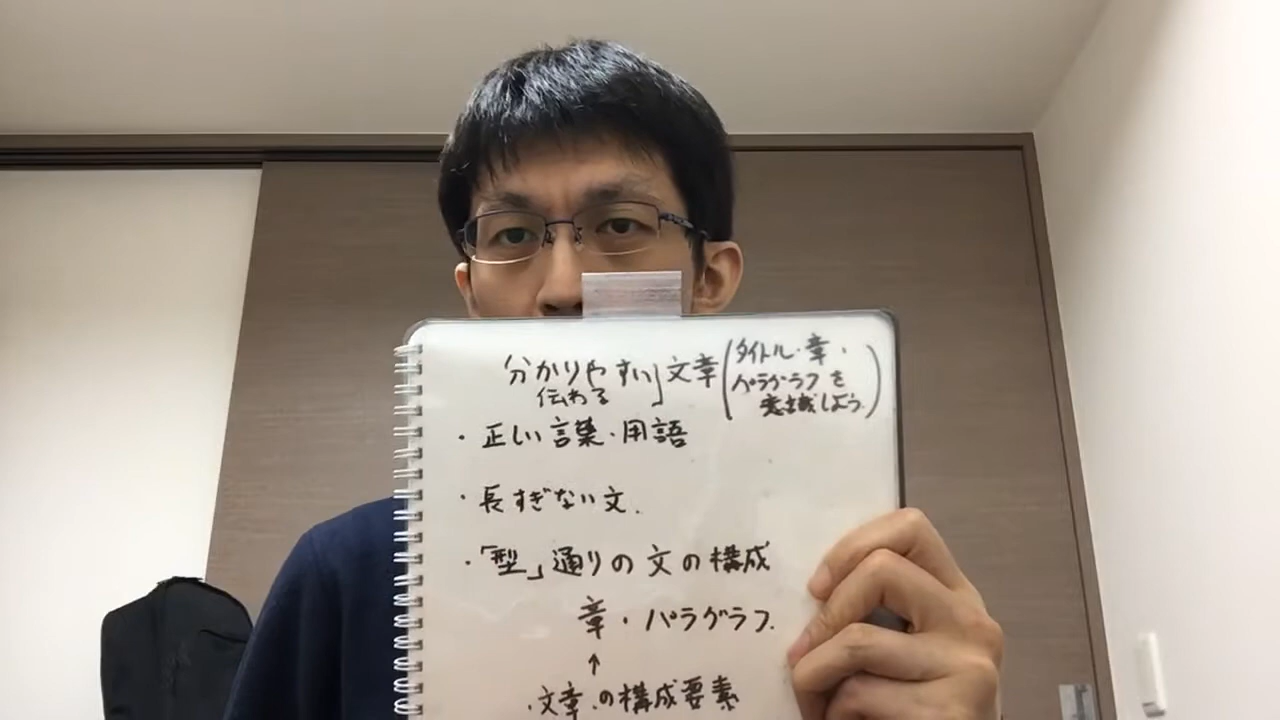 「分かりやすい」文章(タイトル・章・
伝わる
パラグラフを
意識しよう。)
・正しい言葉・用語
・長すぎない文。
・「型」通りの文の構成
章・パラグラフ。
↑
・文章の構成要素